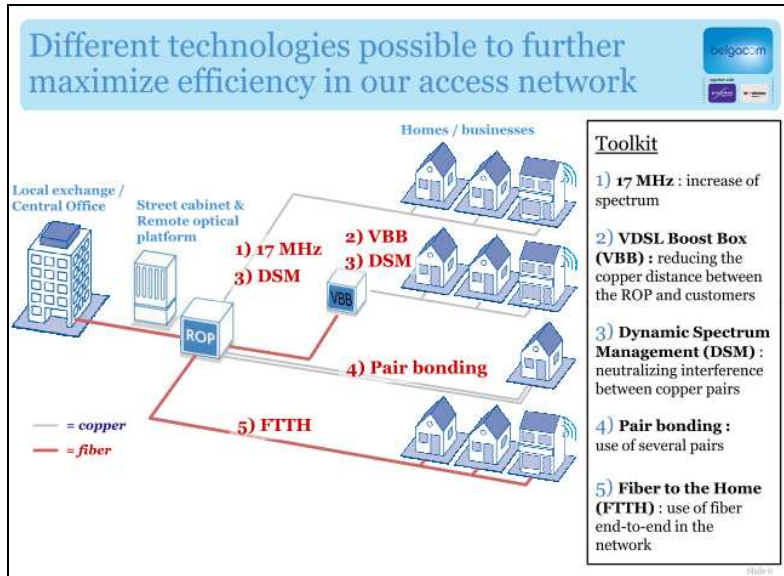 Different technologies possible to further
maximize efficiency in our access network
belgacom
Homes / businesses
Local exchange /
Central Office
Street cabinet &
Remote optical
platform
1) 17 MHz
3) DSM
2) VBB
3) DSM
VBB
ROP
4) Pair bonding
5) FTTH
= copper
= fiber
Toolkit
1) 17 MHz : increase of
spectrum
2) VDSL Boost Box
(VBB) : reducing the
copper distance between
the ROP and customers
3) Dynamic Spectrum
Management (DSM) :
neutralizing interference
between copper pairs
4) Pair bonding :
use of several pairs
5) Fiber to the Home
(FTTH) : use of fiber
end-to-end in the
network
Slide 6